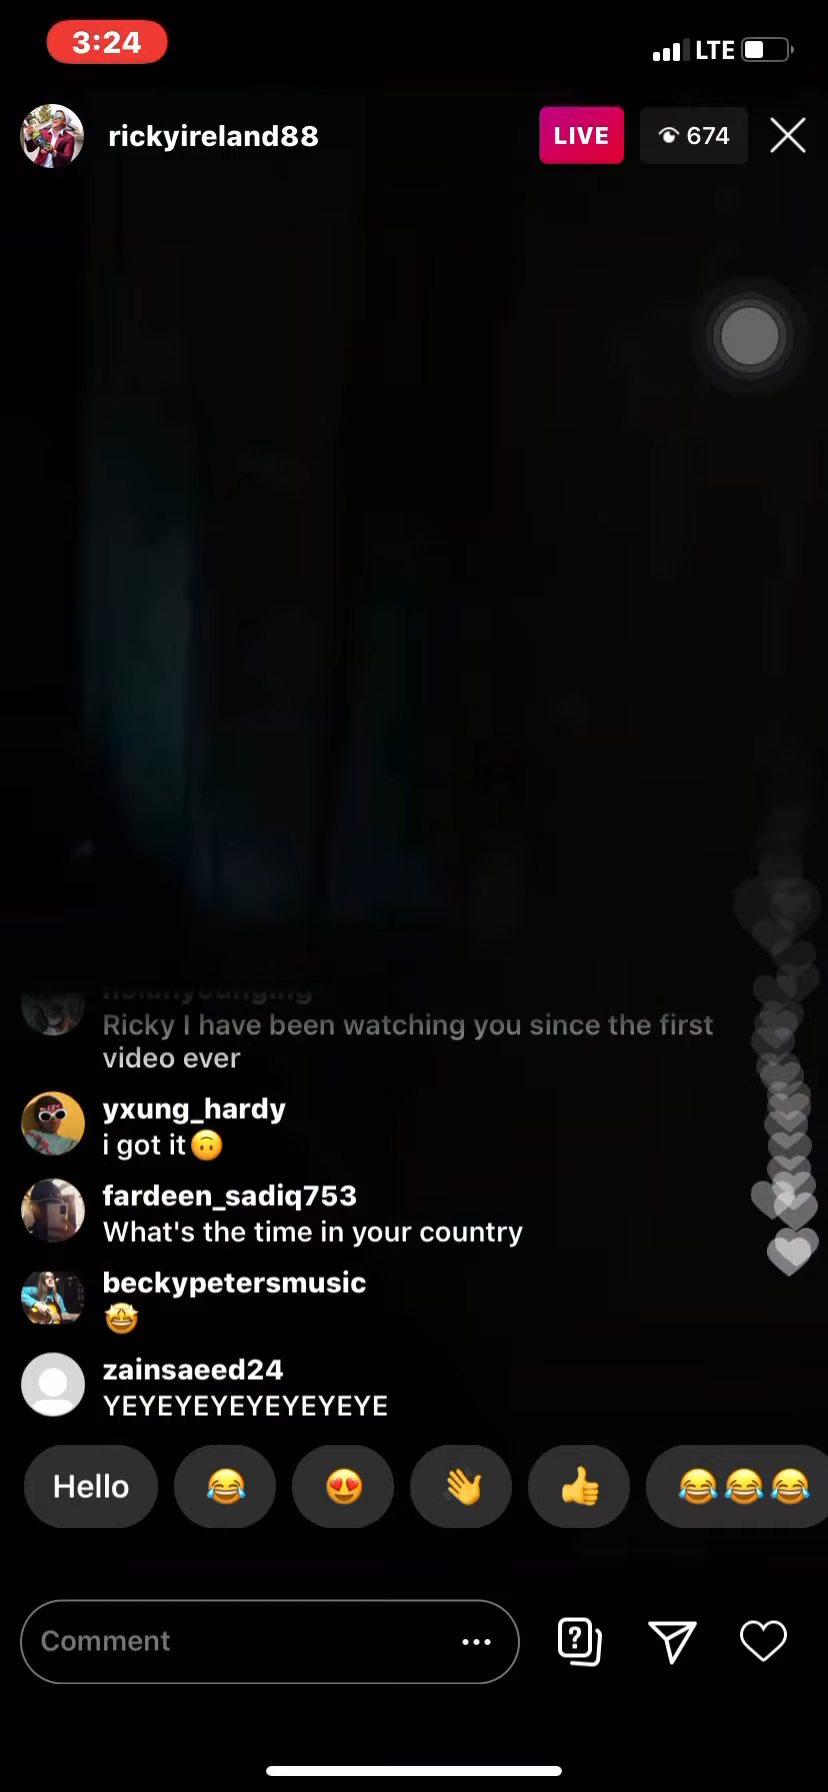 3:24
LTE
rickyireland88
LIVE
674
Ricky I have been watching you since the first
video ever
yxung_hardy
i got it🙃
fardeen_sadiq753
What's the time in your country
beckypetersmusic
🤩
zainsaeed24
YEYEYEYEYEYEYEYE
Hello 😂 😍 👋 👍 😂😂😂
Comment